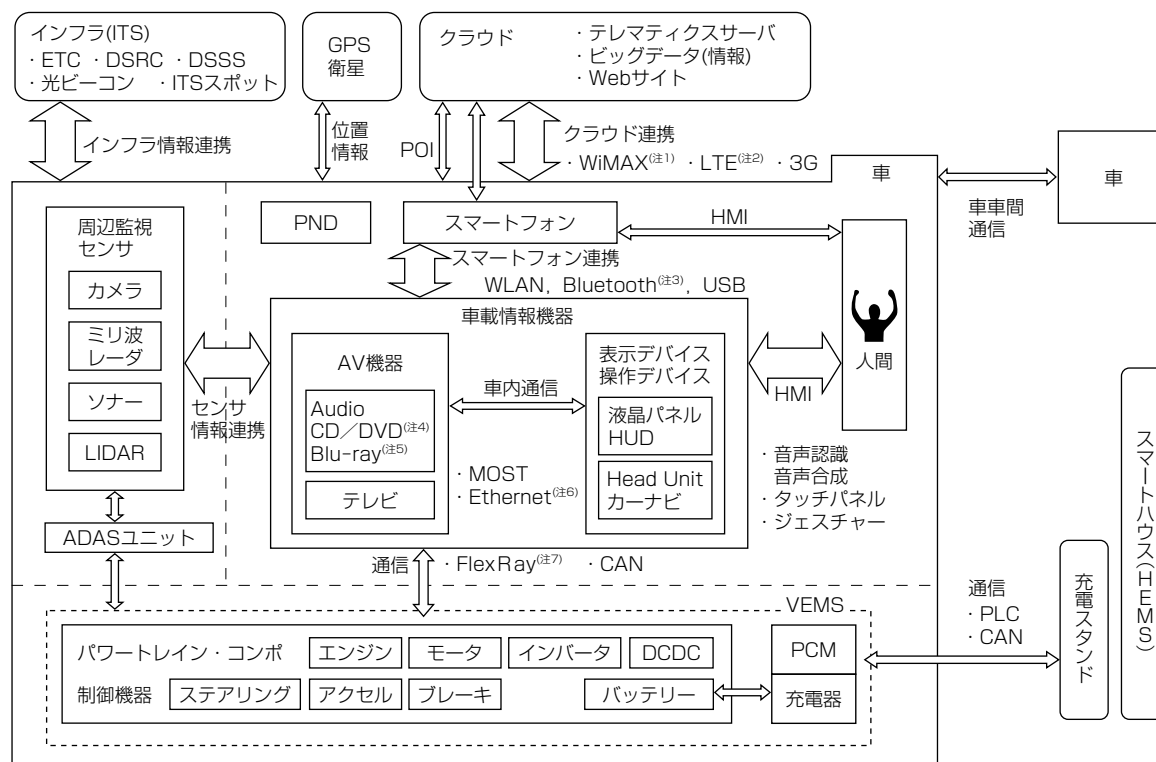 インフラ(ITS)
・ETC ・DSRC ・DSSS
・光ビーコン ・ITSスポット
GPS
衛星
クラウド
・テレマティクスサーバ
・ビッグデータ(情報)
・Webサイト
インフラ情報連携
位置
情報
POI
クラウド連携
・WiMAX(注1) ・LTE(注2) ・3G
車
車
車車間
通信
周辺監視
センサ
カメラ
ミリ波
レーダ
ソナー
LIDAR
ADASユニット
センサ
情報連携
PND
スマートフォン
HMI
スマートフォン連携
WLAN，Bluetooth(注3)，USB
車載情報機器
AV機器
Audio
CD／DVD(注4)
Blu-ray(注5)
テレビ
車内通信
・MOST
・Ethernet(注6)
表示デバイス
操作デバイス
液晶パネル
HUD
Head Unit
カーナビ
HMI
人間
・音声認識
音声合成
・タッチパネル
・ジェスチャー
通信 ・FlexRay(注7) ・CAN
VEMS
パワートレイン・コンポ
エンジン
モータ
インバータ
DCDC
制御機器
ステアリング
アクセル
ブレーキ
バッテリー
PCM
充電器
通信
・PLC
・CAN
充電スタンド
スマートハウス(HEMS)